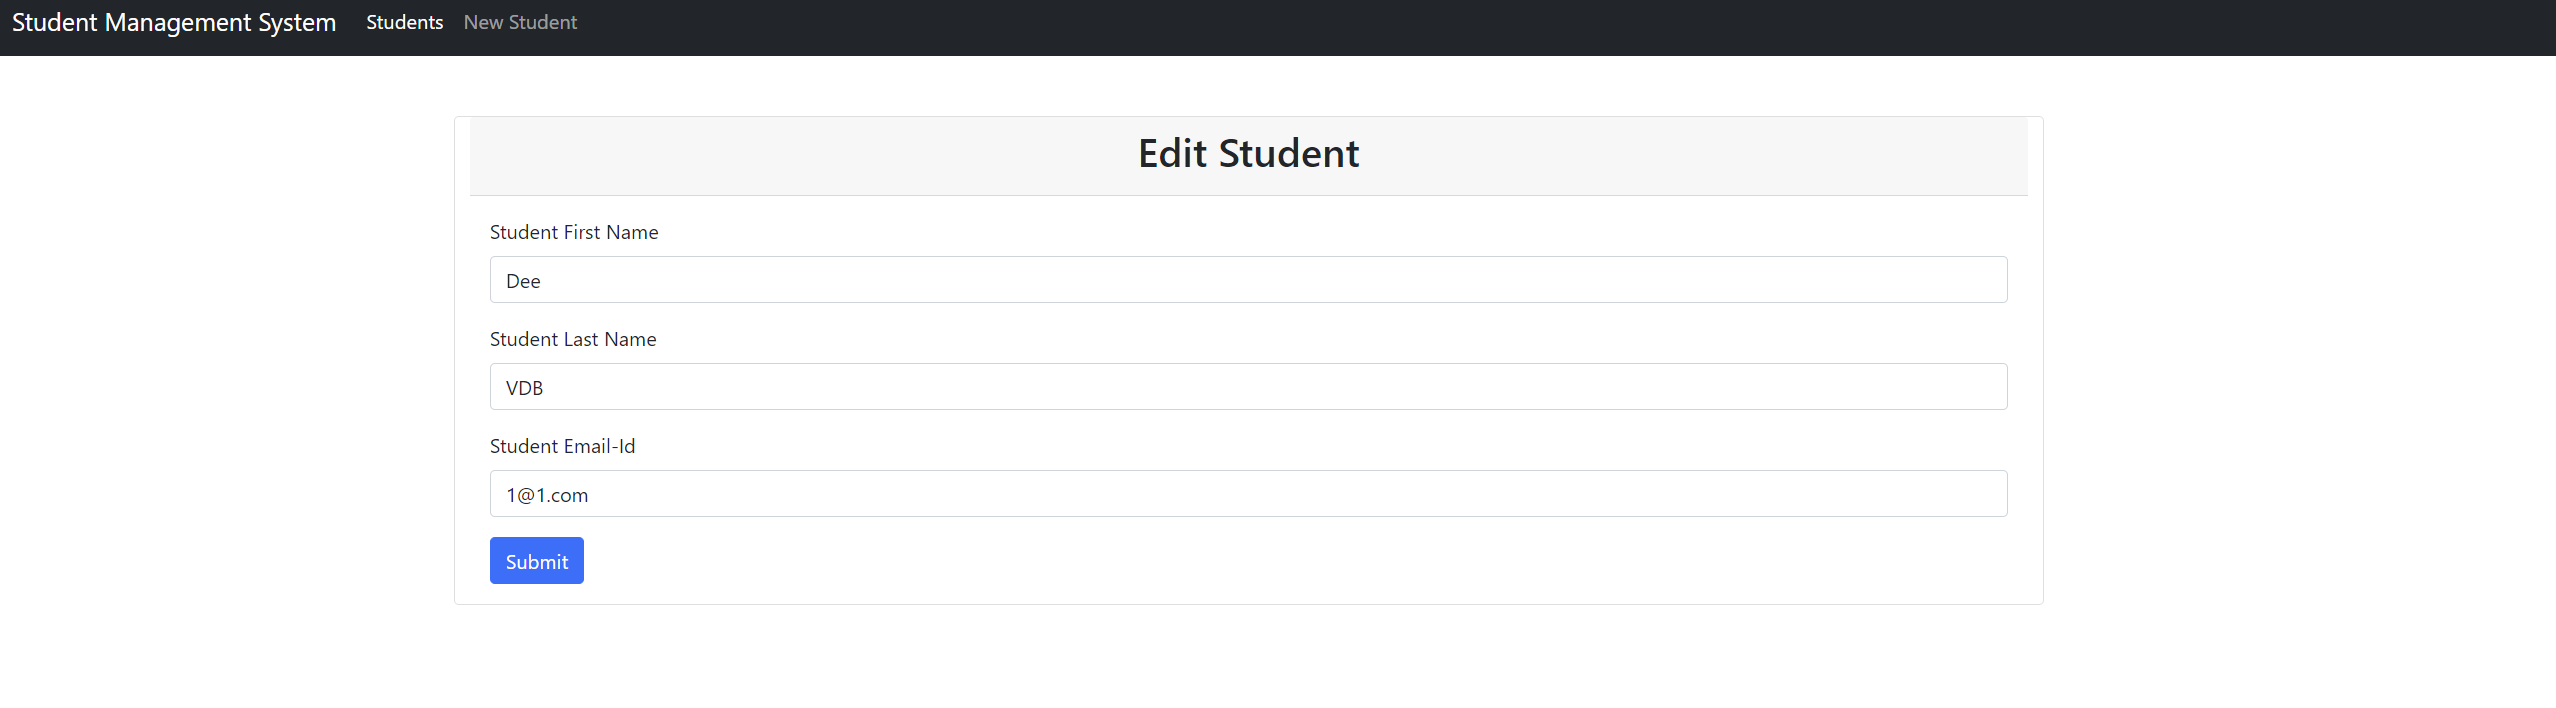 Student Management System Students New Student
Edit Student
Student First Name
Dee
Student Last Name
VDB
Student Email-Id
1@1.com
Submit